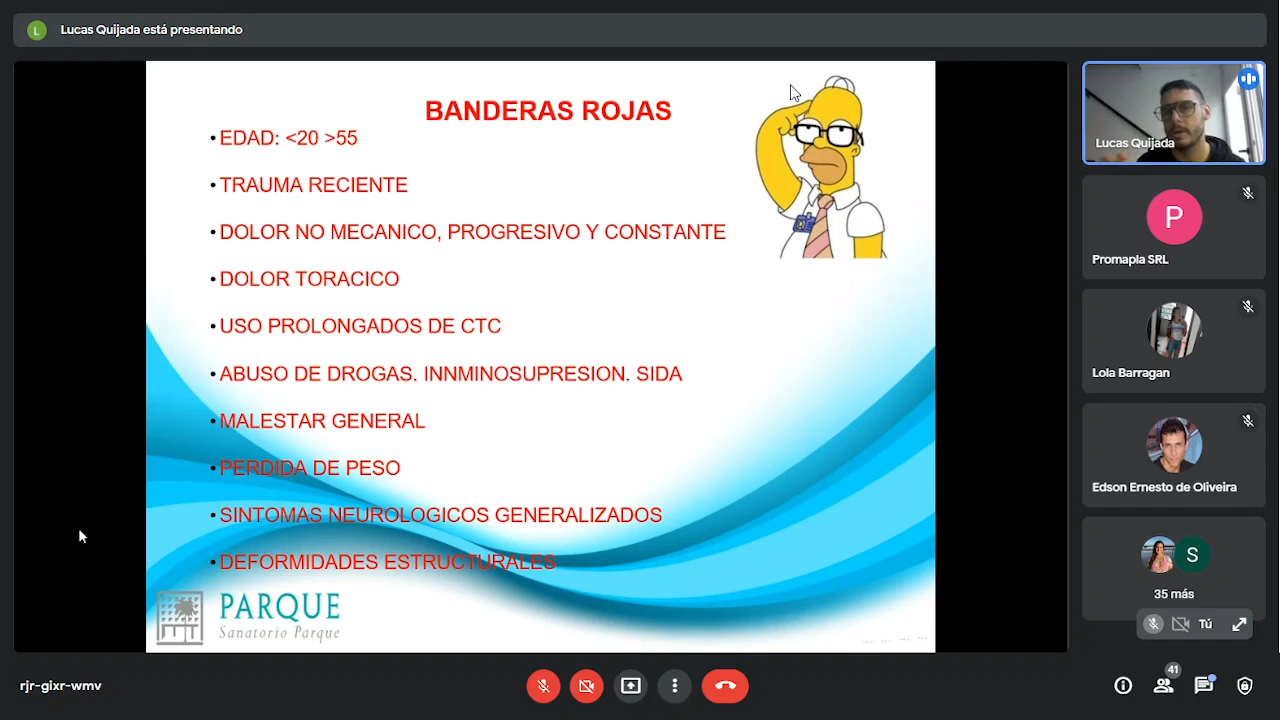 L
Lucas Quijada está presentando
BANDERAS ROJAS
• EDAD: <20 >55
• TRAUMA RECIENTE
• DOLOR NO MECANICO, PROGRESIVO Y CONSTANTE
• DOLOR TORACICO
• USO PROLONGADOS DE CTC
• ABUSO DE DROGAS. INNMINOSUPRESION. SIDA
• MALESTAR GENERAL
• PERDIDA DE PESO
• SINTOMAS NEUROLOGICOS GENERALIZADOS
• DEFORMIDADES ESTRUCTURALES
PARQUE
Sanatorio Parque
Lucas Quijada
P
Promapla SRL
Lola Barragan
Edson Ernesto de Oliveira
S
35 más
Tú
rjr-gixr-wmv
41